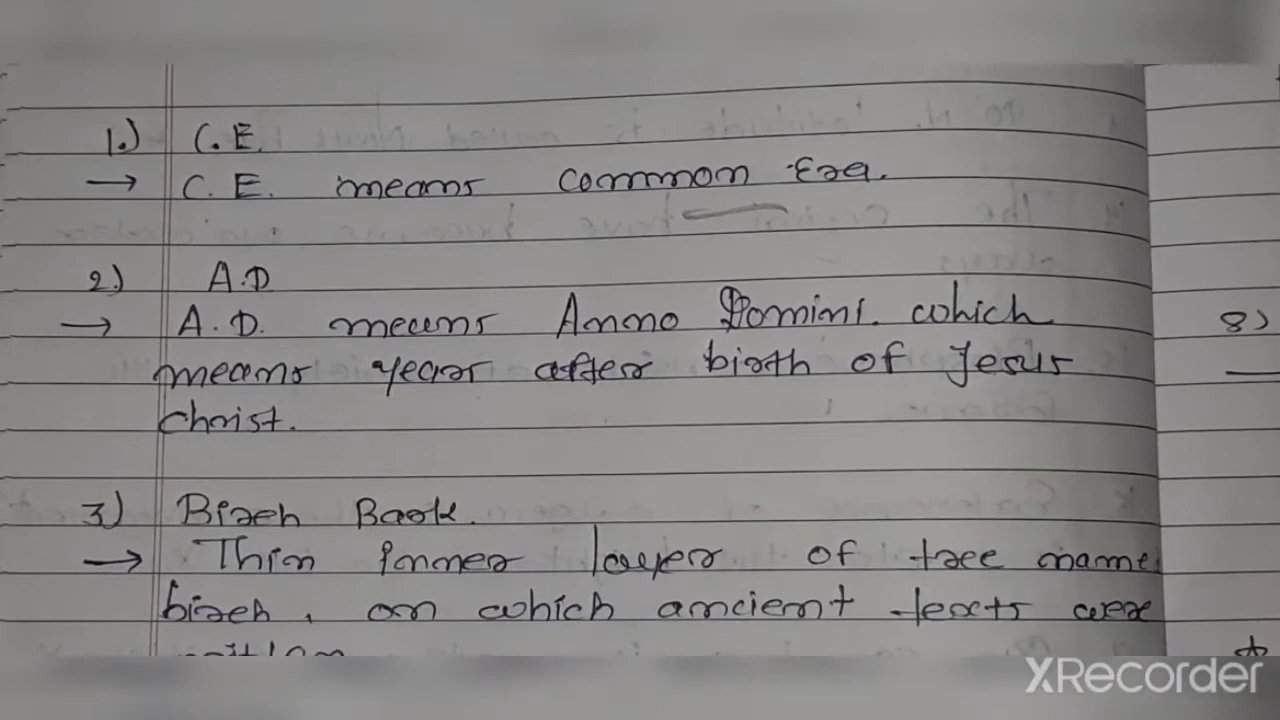 1.) C.E.
→ C.E. means common Era.
2.) A.D
→ A.D. means Anno Domini. which
means year after birth of Jesus
Christ.
3) Birch Bark.
→ Thin inner layer of tree name
birch, on which ancient texts were
written
8)
XRecorder